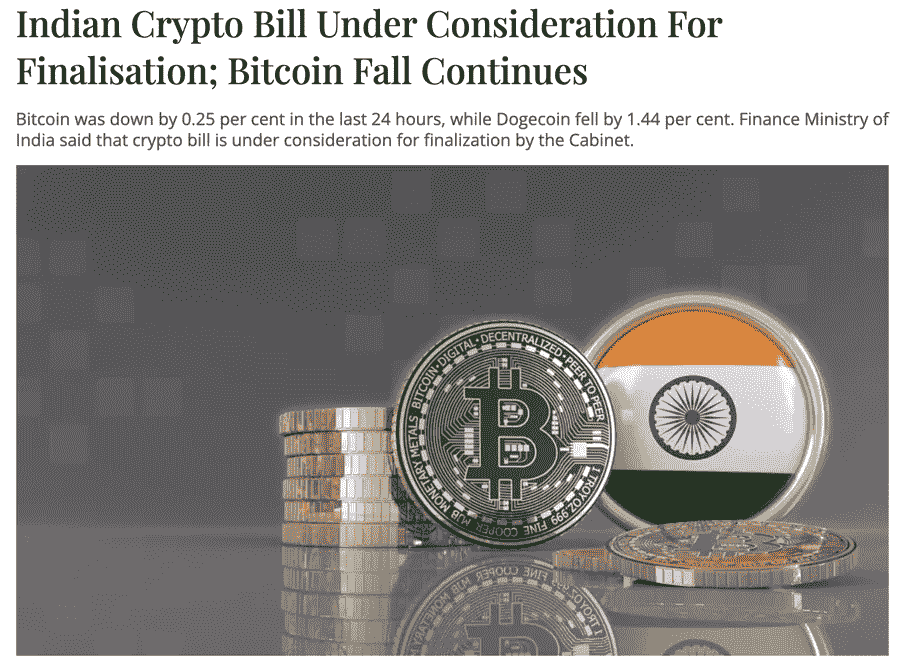 Indian Crypto Bill Under Consideration For
Finalisation; Bitcoin Fall Continues
Bitcoin was down by 0.25 per cent in the last 24 hours, while Dogecoin fell by 1.44 per cent. Finance Ministry of
India said that crypto bill is under consideration for finalization by the Cabinet.
BITCOIN · DIGITAL · DECENTRALIZED · PEER TO PEER
1 TROY OZ .999 FINE COOPER MJB MONETARY METALS
B